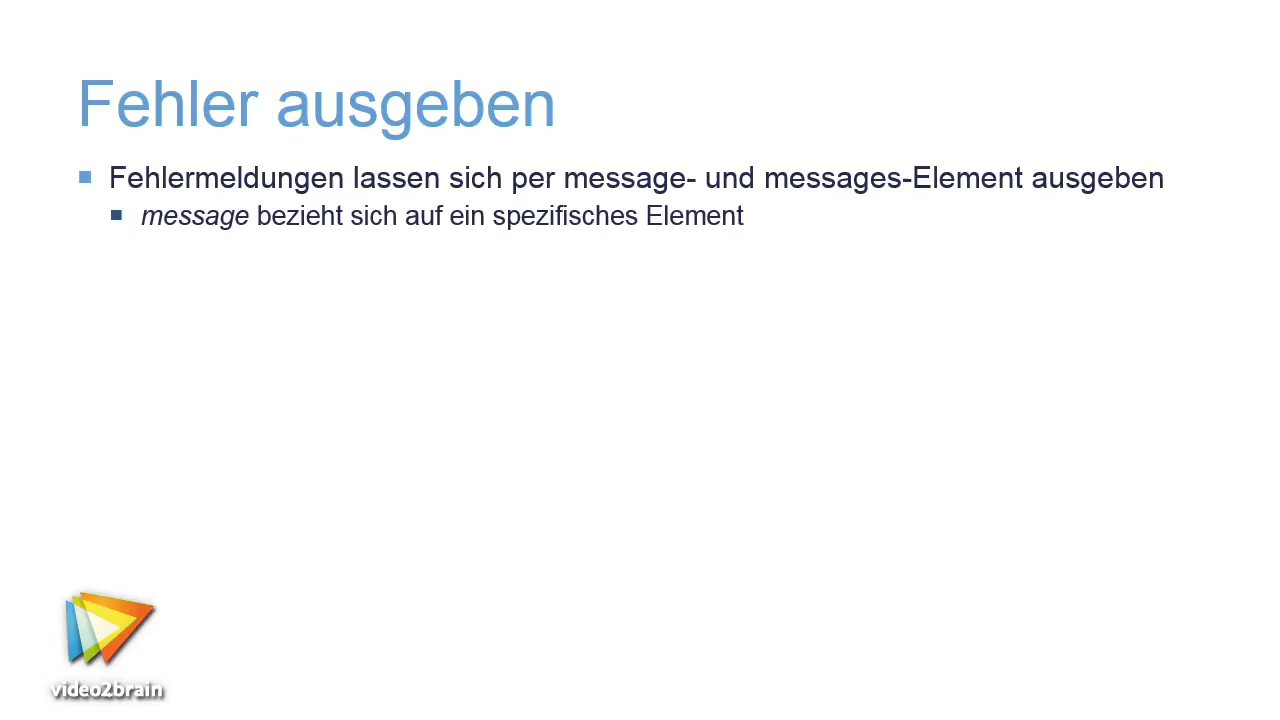 Fehler ausgeben
Fehlermeldungen lassen sich per message- und messages-Element ausgeben
message bezieht sich auf ein spezifisches Element
video2brain